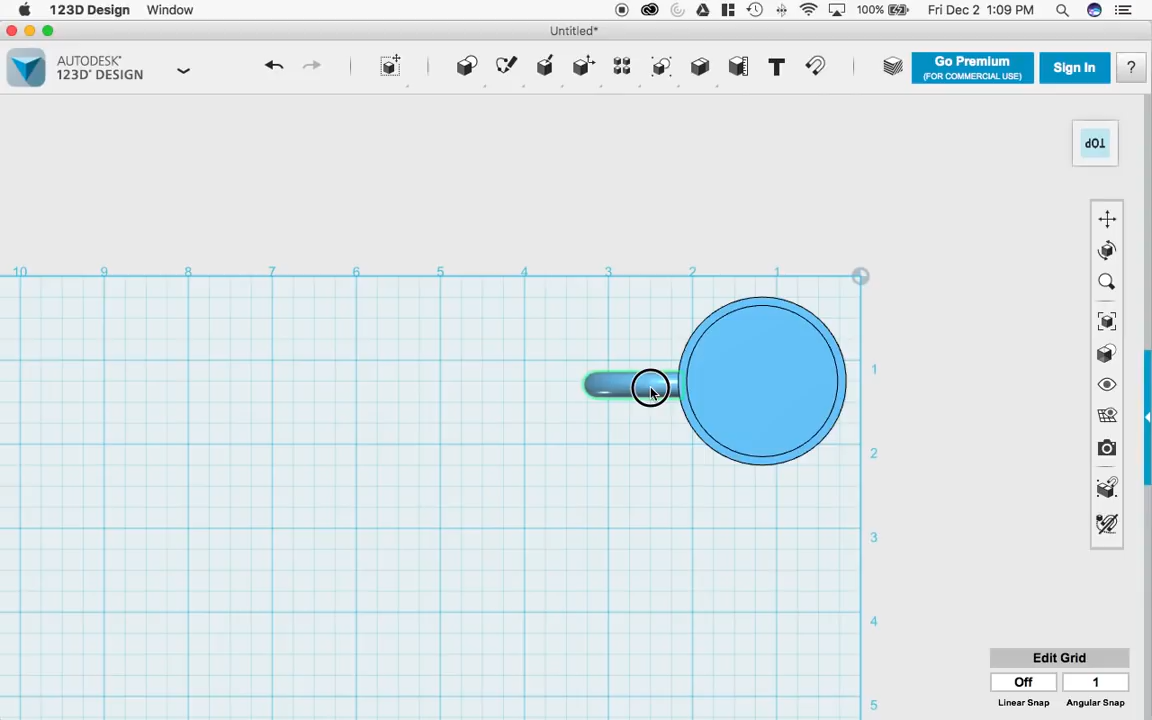 123D Design Window 100% Fri Dec 2 1:09 PM
Untitled*
AUTODESK®
123D® DESIGN
T
Go Premium
(FOR COMMERCIAL USE)
Sign In
?
TOP
10 9 8 7 6 5 4 3 2 1
1
2
3
4
5
Edit Grid
Off 1
Linear Snap Angular Snap